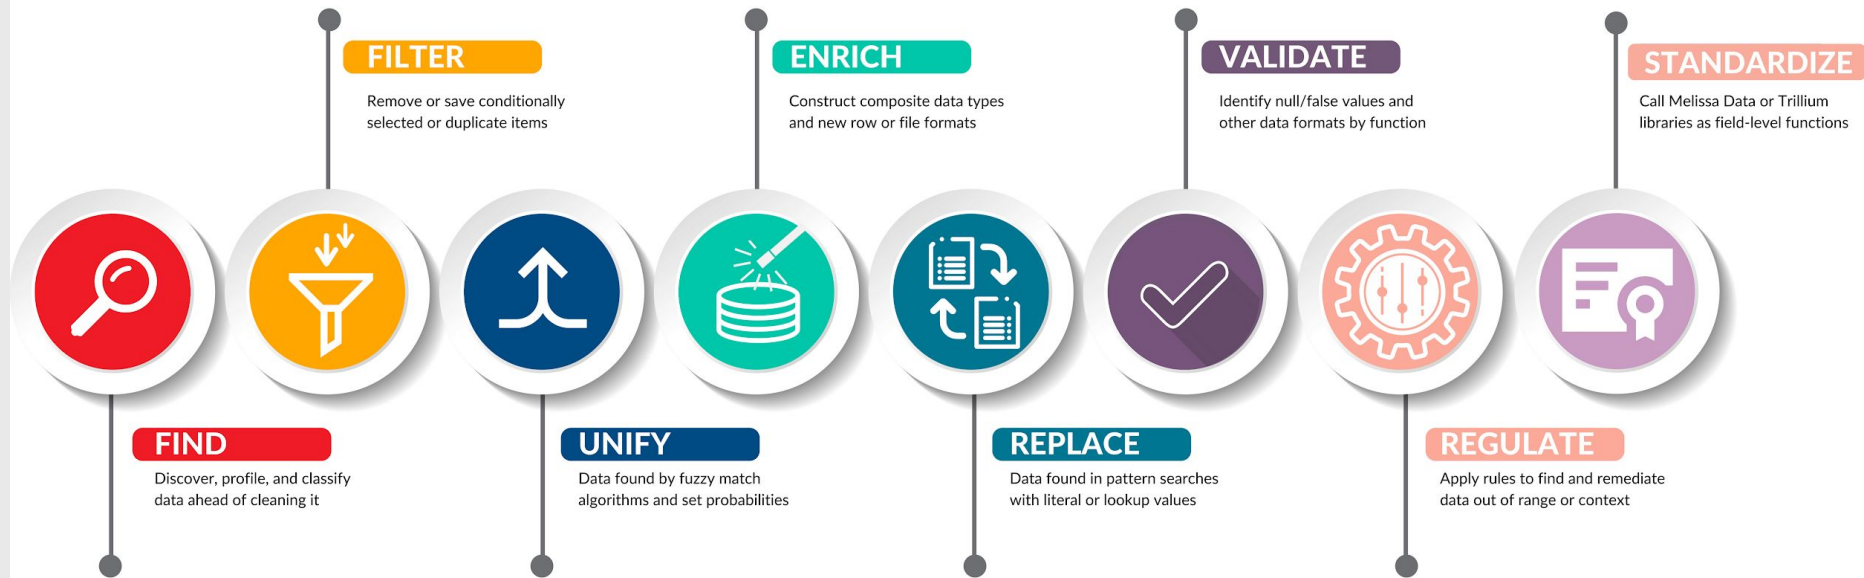 FILTER
Remove or save conditionally
selected or duplicate items
ENRICH
Construct composite data types
and new row or file formats
VALIDATE
Identify null/false values and
other data formats by function
STANDARDIZE
Call Melissa Data or Trillium
libraries as field-level functions
FIND
Discover, profile, and classify
data ahead of cleaning it
UNIFY
Data found by fuzzy match
algorithms and set probabilities
REPLACE
Data found in pattern searches
with literal or lookup values
REGULATE
Apply rules to find and remediate
data out of range or context